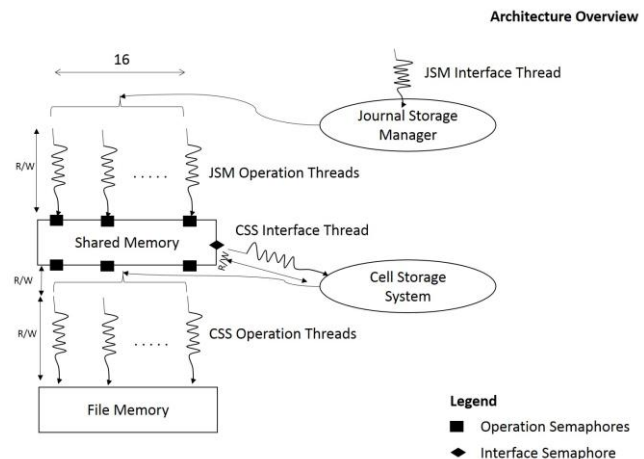 Architecture Overview
16
JSM Interface Thread
Journal Storage
Manager
R/W
JSM Operation Threads
CSS Interface Thread
Shared Memory
R/W
Cell Storage
System
R/W
R/W
CSS Operation Threads
File Memory
Legend
Operation Semaphores
Interface Semaphore